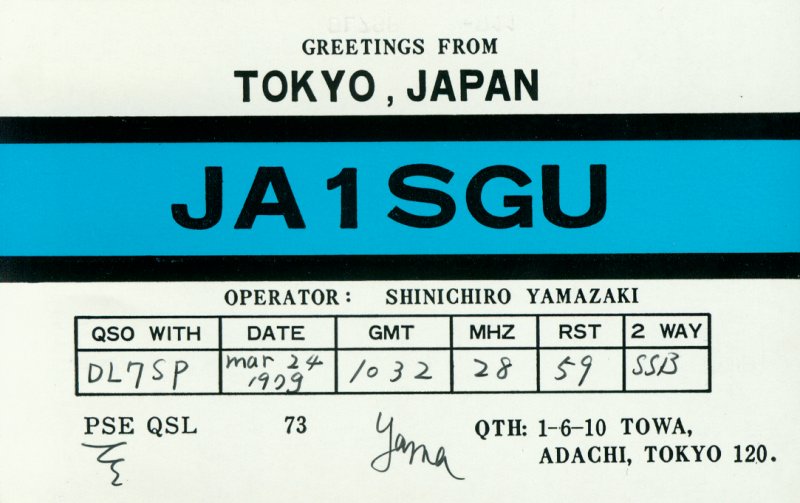 GREETINGS FROM
TOKYO, JAPAN
JA1SGU
OPERATOR: SHINICHIRO YAMAZAKI
QSO WITH DATE GMT MHZ RST 2 WAY
DL7SP mar 24 1979 1032 28 59 SSB
PSE QSL 73 Yama QTH: 1-6-10 TOWA,
ADACHI, TOKYO 120.